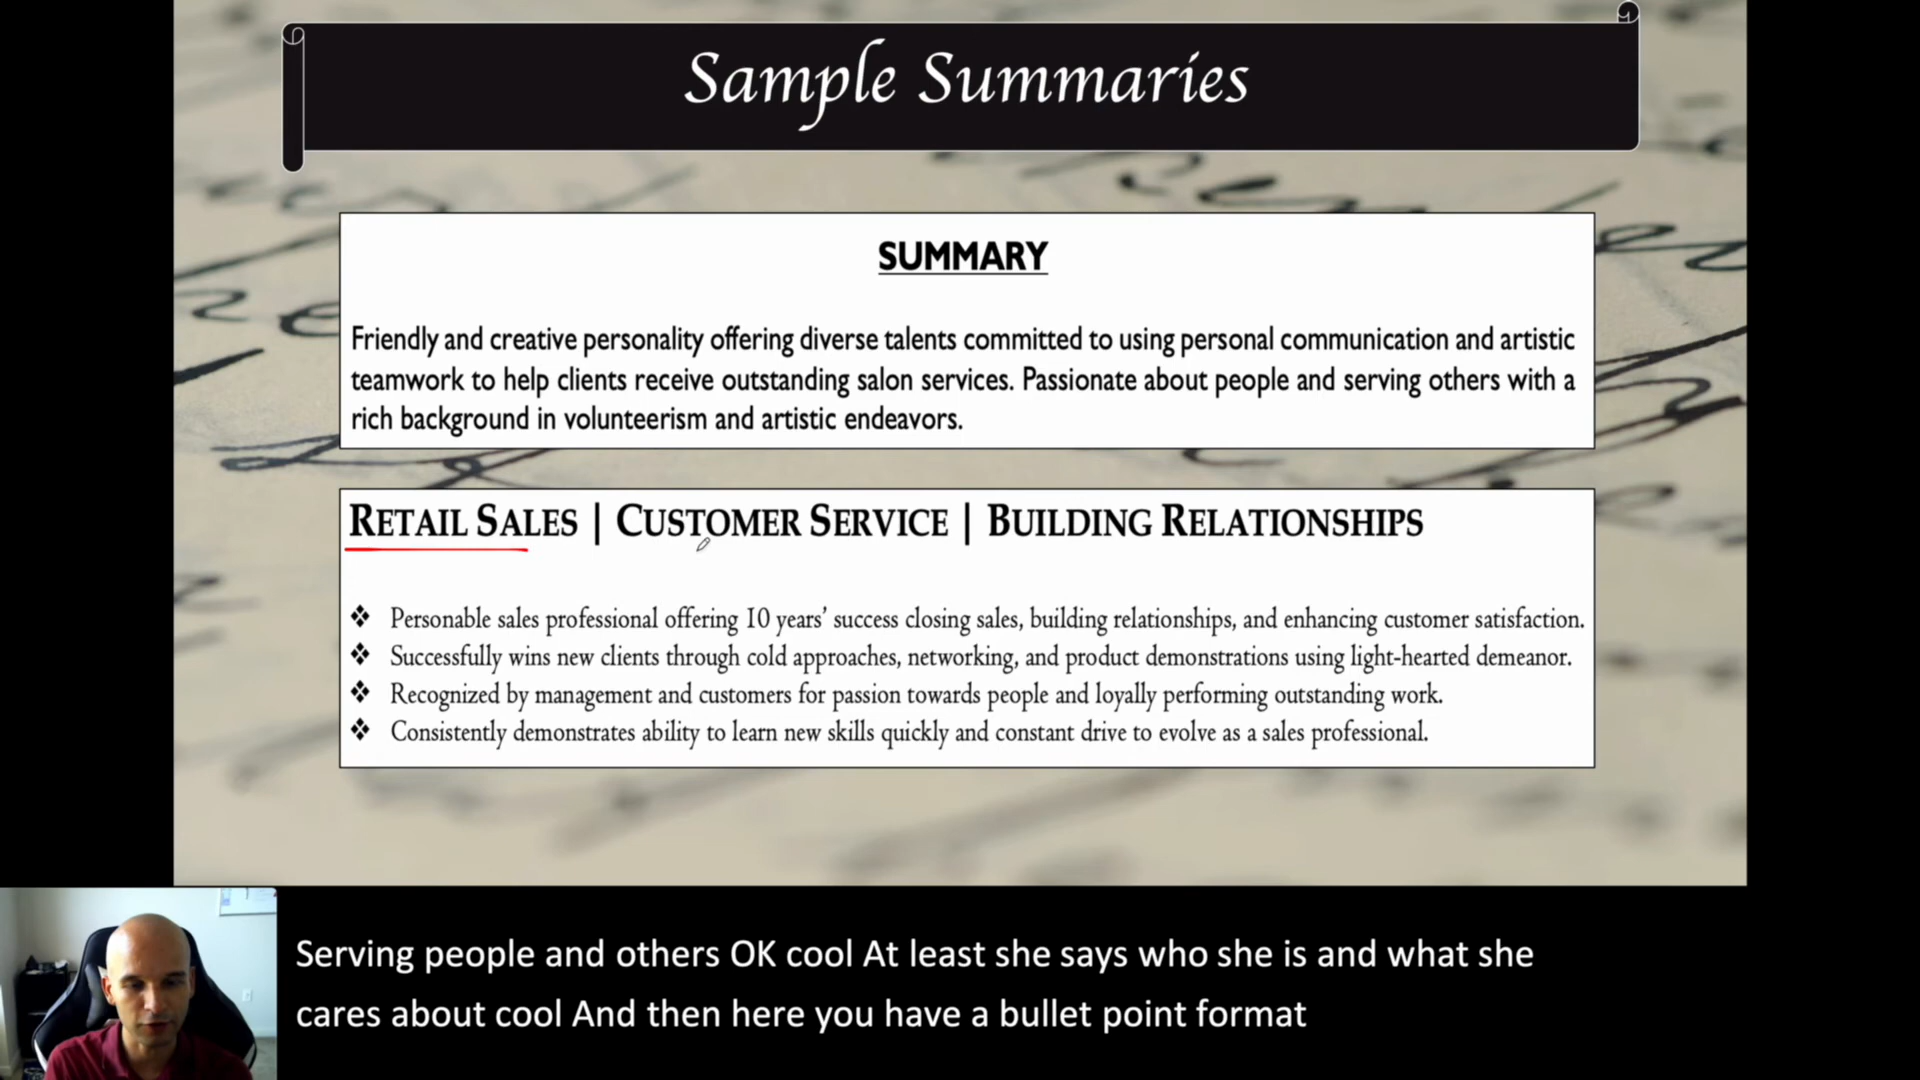 Sample Summaries
SUMMARY
Friendly and creative personality offering diverse talents committed to using personal communication and artistic
teamwork to help clients receive outstanding salon services. Passionate about people and serving others with a
rich background in volunteerism and artistic endeavors.
RETAIL SALES | CUSTOMER SERVICE | BUILDING RELATIONSHIPS
❖ Personable sales professional offering 10 years' success closing sales, building relationships, and enhancing customer satisfaction.
❖ Successfully wins new clients through cold approaches, networking, and product demonstrations using light-hearted demeanor.
❖ Recognized by management and customers for passion towards people and loyally performing outstanding work.
❖ Consistently demonstrates ability to learn new skills quickly and constant drive to evolve as a sales professional.
Serving people and others OK cool At least she says who she is and what she
cares about cool And then here you have a bullet point format